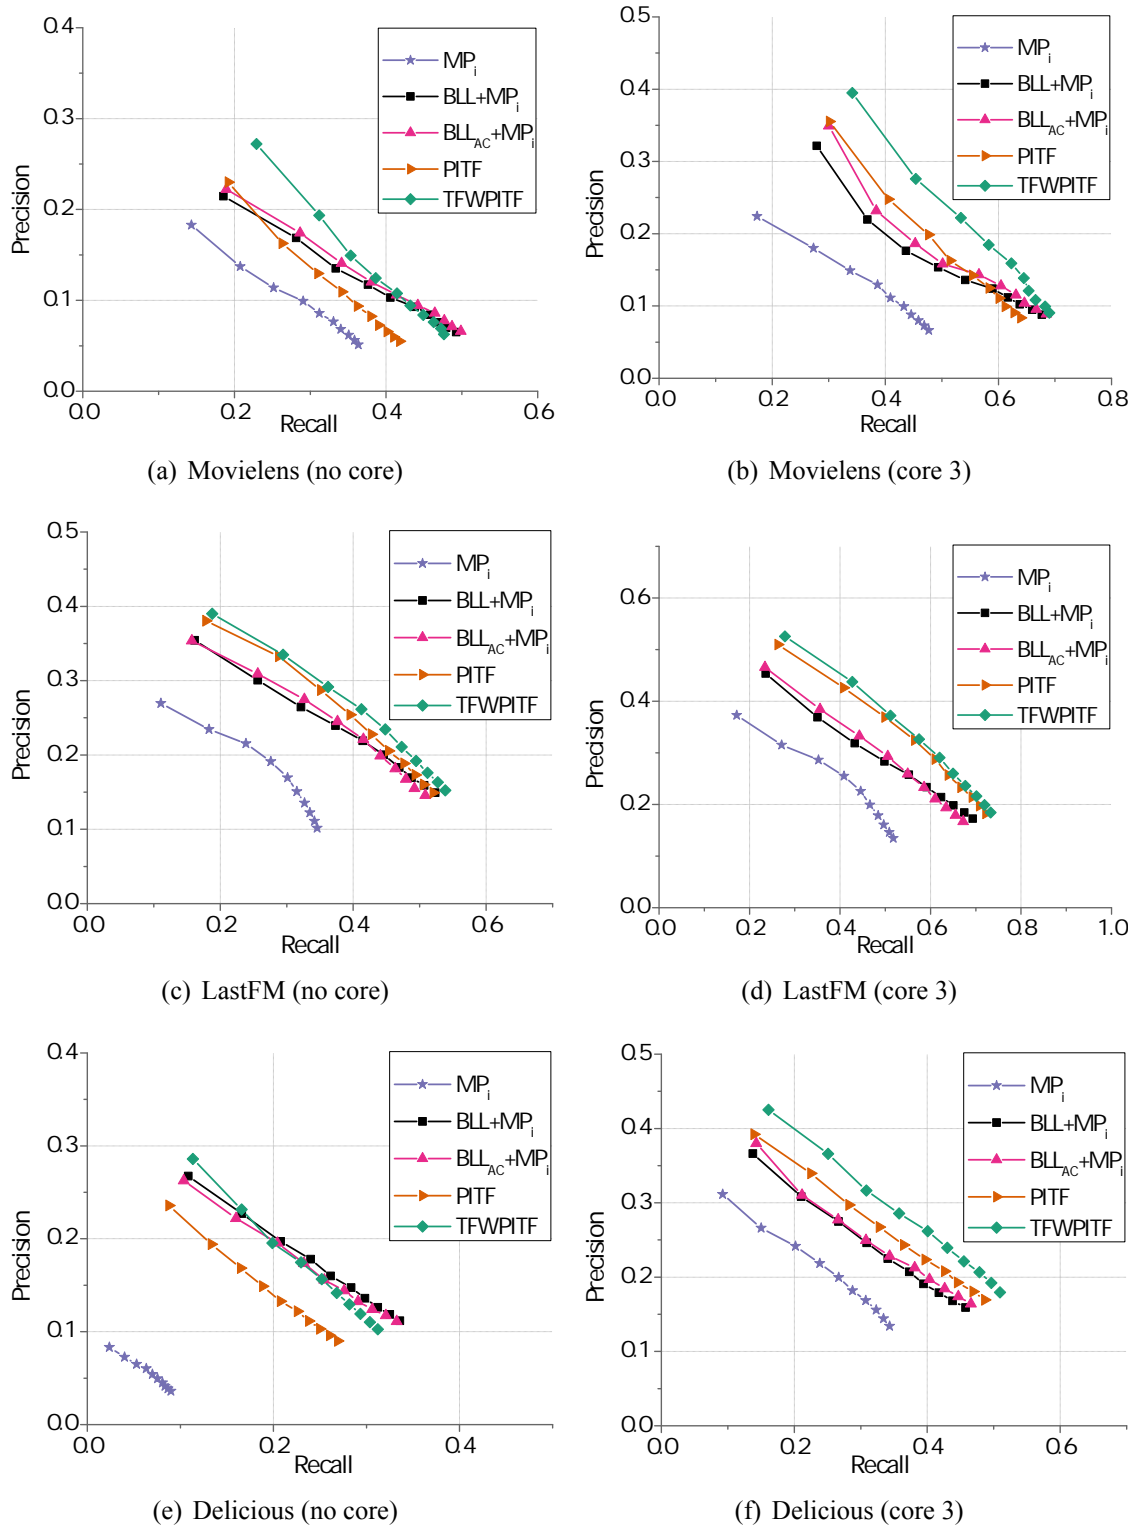 0.4
0.3
0.2
0.1
0.0
Precision
0.0 0.2 0.4 0.6
Recall
MPi
BLL+MPi
BLLAC+MPi
PITF
TFWPITF
(a) Movielens (no core)
0.5
0.4
0.3
0.2
0.1
0.0
Precision
0.0 0.2 0.4 0.6 0.8
Recall
MPi
BLL+MPi
BLLAC+MPi
PITF
TFWPITF
(b) Movielens (core 3)
0.5
0.4
0.3
0.2
0.1
0.0
Precision
0.0 0.2 0.4 0.6
Recall
MPi
BLL+MPi
BLLAC+MPi
PITF
TFWPITF
(c) LastFM (no core)
0.6
0.4
0.2
0.0
Precision
0.0 0.2 0.4 0.6 0.8 1.0
Recall
MPi
BLL+MPi
BLLAC+MPi
PITF
TFWPITF
(d) LastFM (core 3)
0.4
0.3
0.2
0.1
0.0
Precision
0.0 0.2 0.4
Recall
MPi
BLL+MPi
BLLAC+MPi
PITF
TFWPITF
(e) Delicious (no core)
0.5
0.4
0.3
0.2
0.1
0.0
Precision
0.0 0.2 0.4 0.6
Recall
MPi
BLL+MPi
BLLAC+MPi
PITF
TFWPITF
(f) Delicious (core 3)